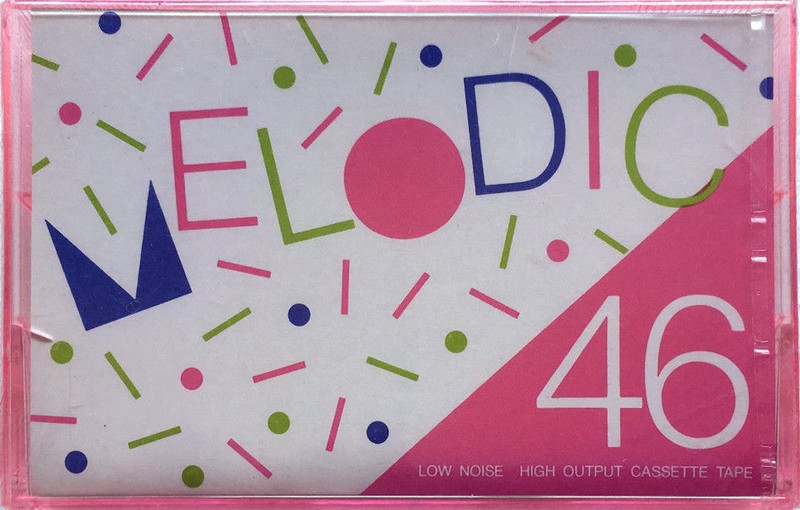 MELODIC
46
LOW NOISE HIGH OUTPUT CASSETTE TAPE